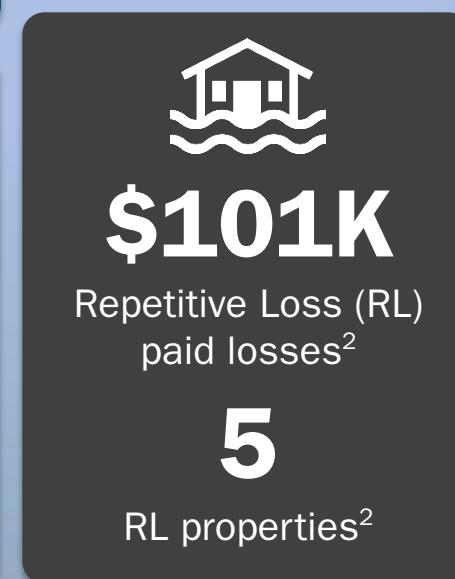 $101K
Repetitive Loss (RL)
paid losses²
5
RL properties²